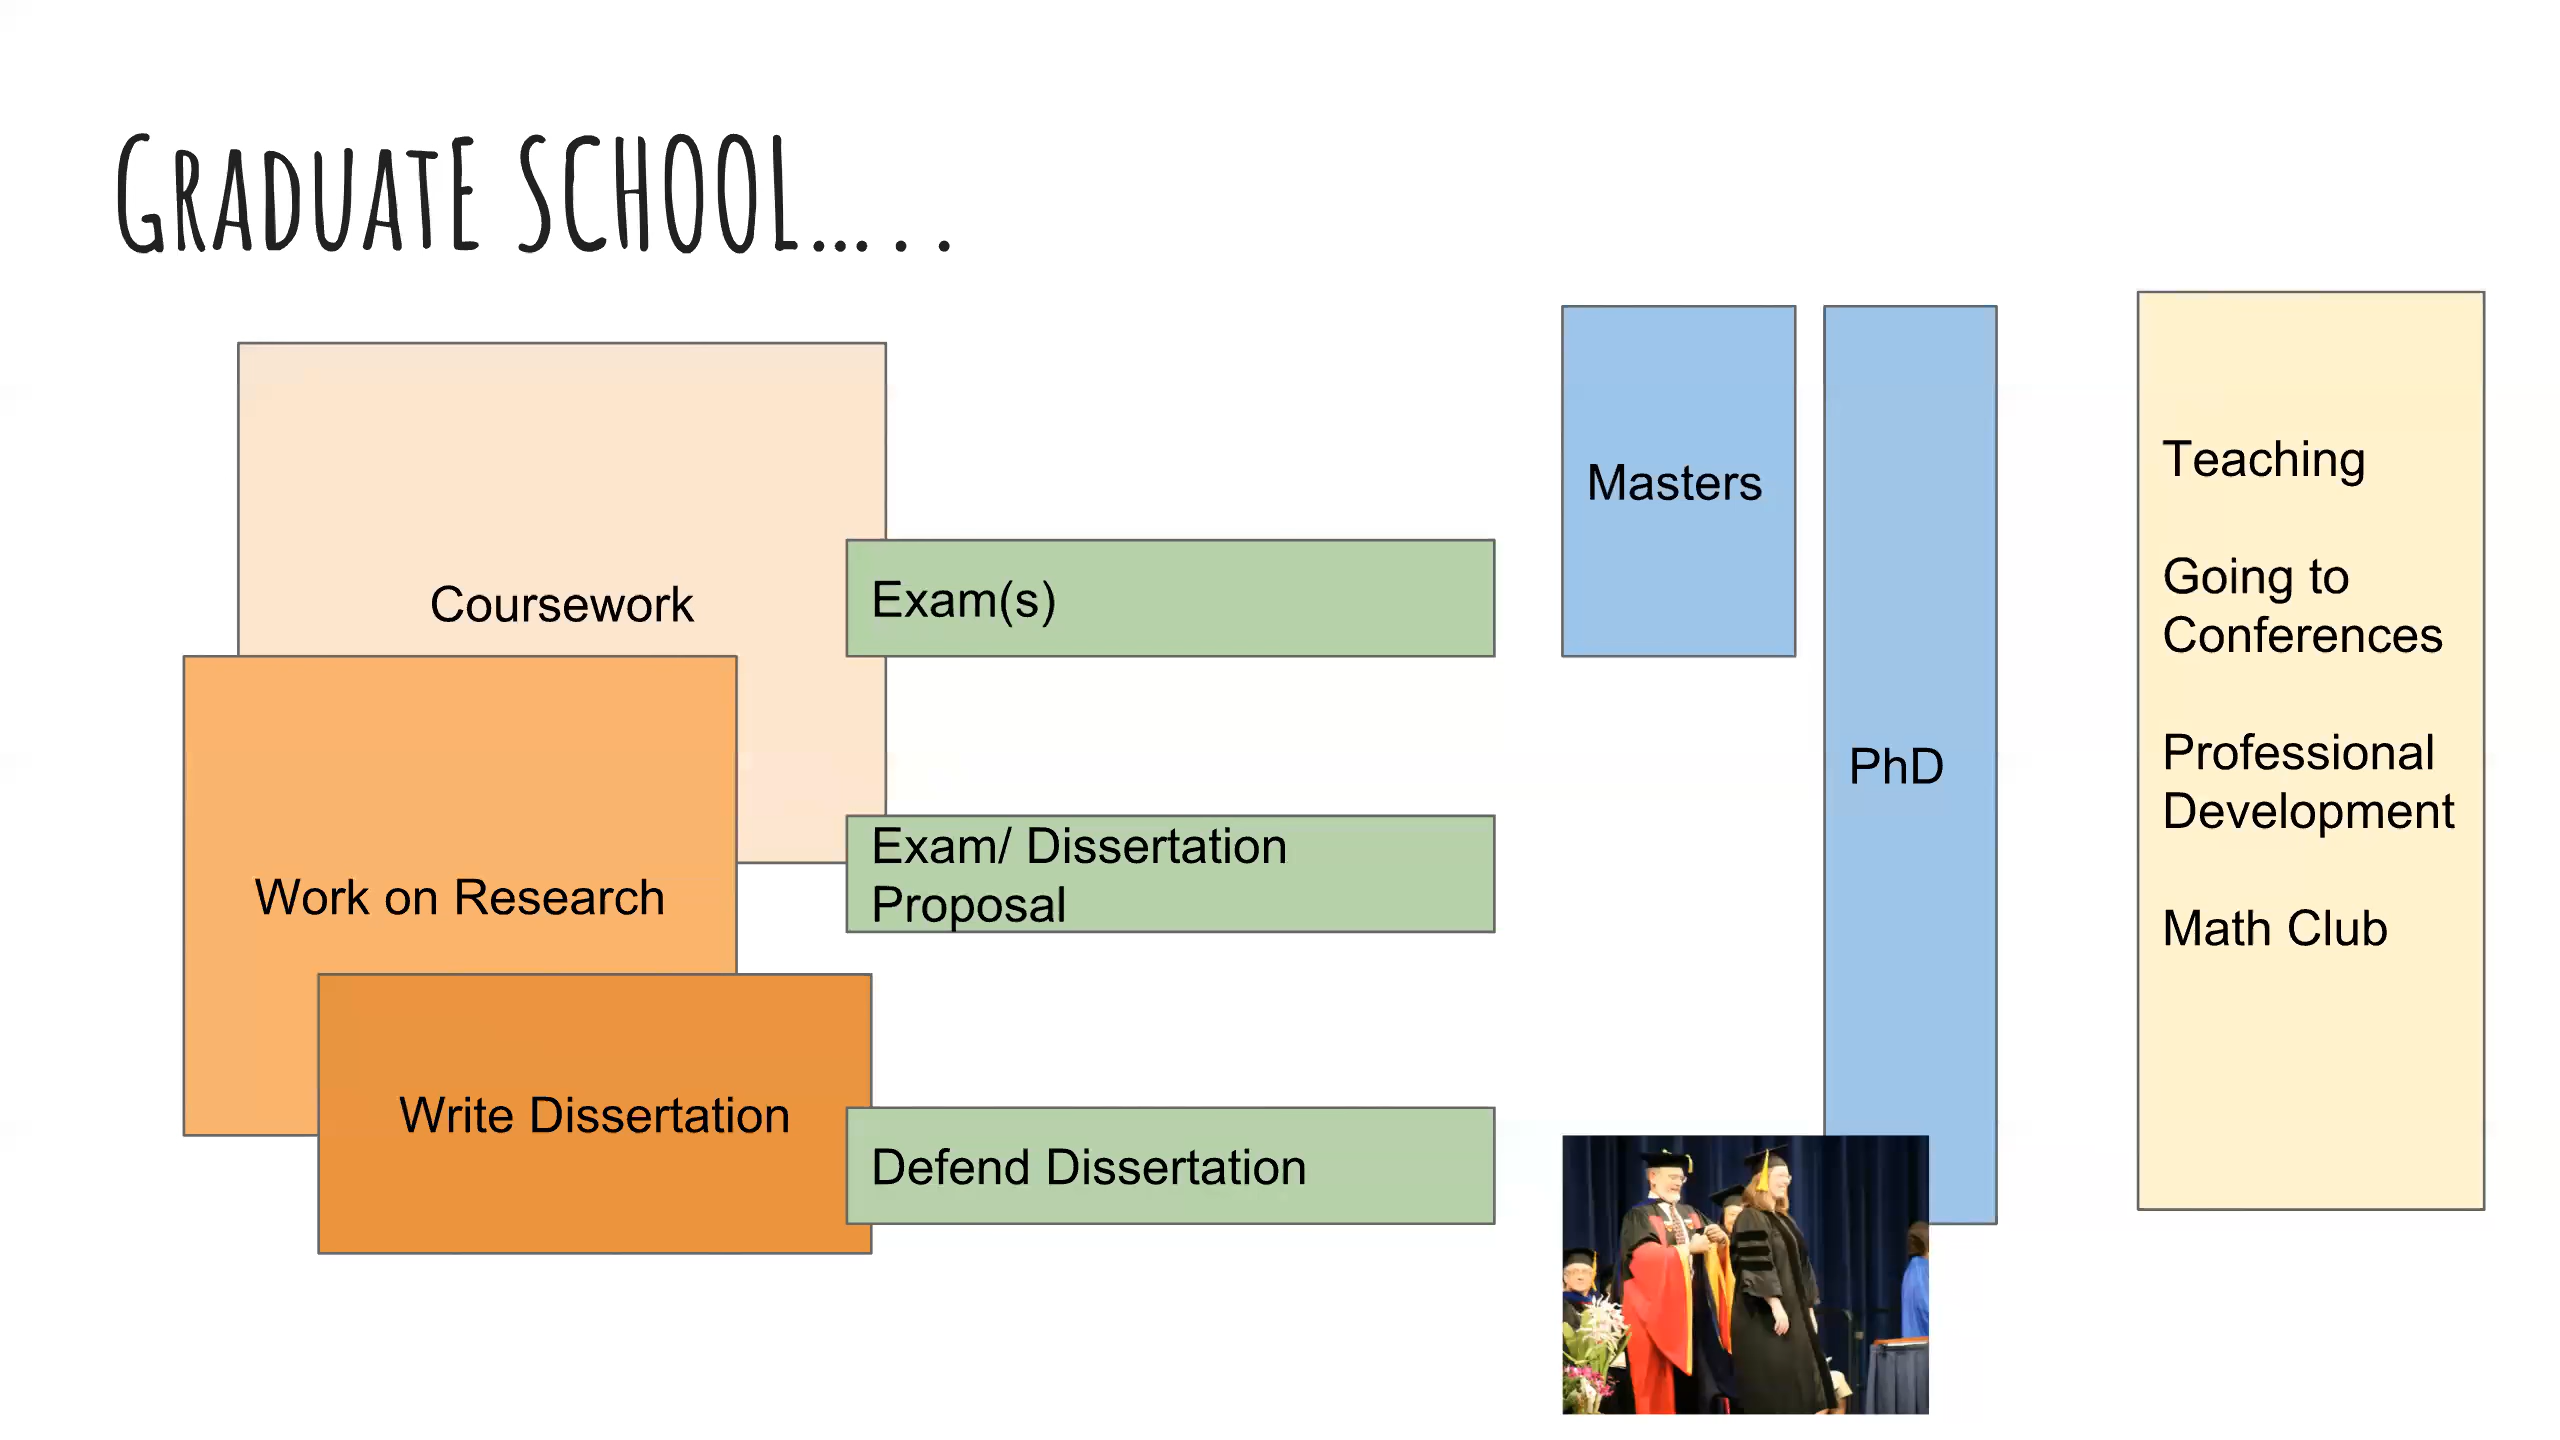 GRADUATE SCHOOL…..
Coursework
Exam(s)
Work on Research
Exam/ Dissertation
Proposal
Write Dissertation
Defend Dissertation
Masters
PhD
Teaching
Going to
Conferences
Professional
Development
Math Club